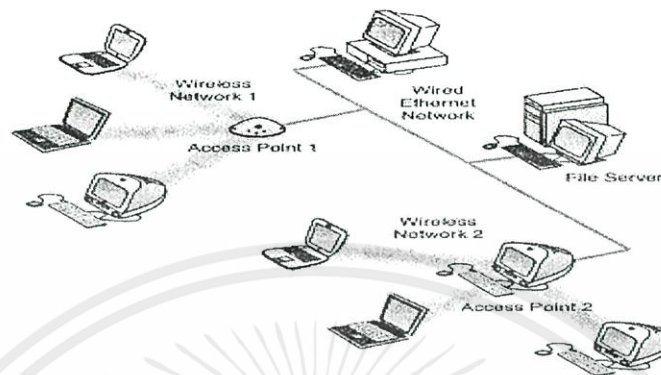 Wireless
Network 1
Access Point 1
Wired
Ethernet
Network
File Server
Wireless
Network 2
Access Point 2